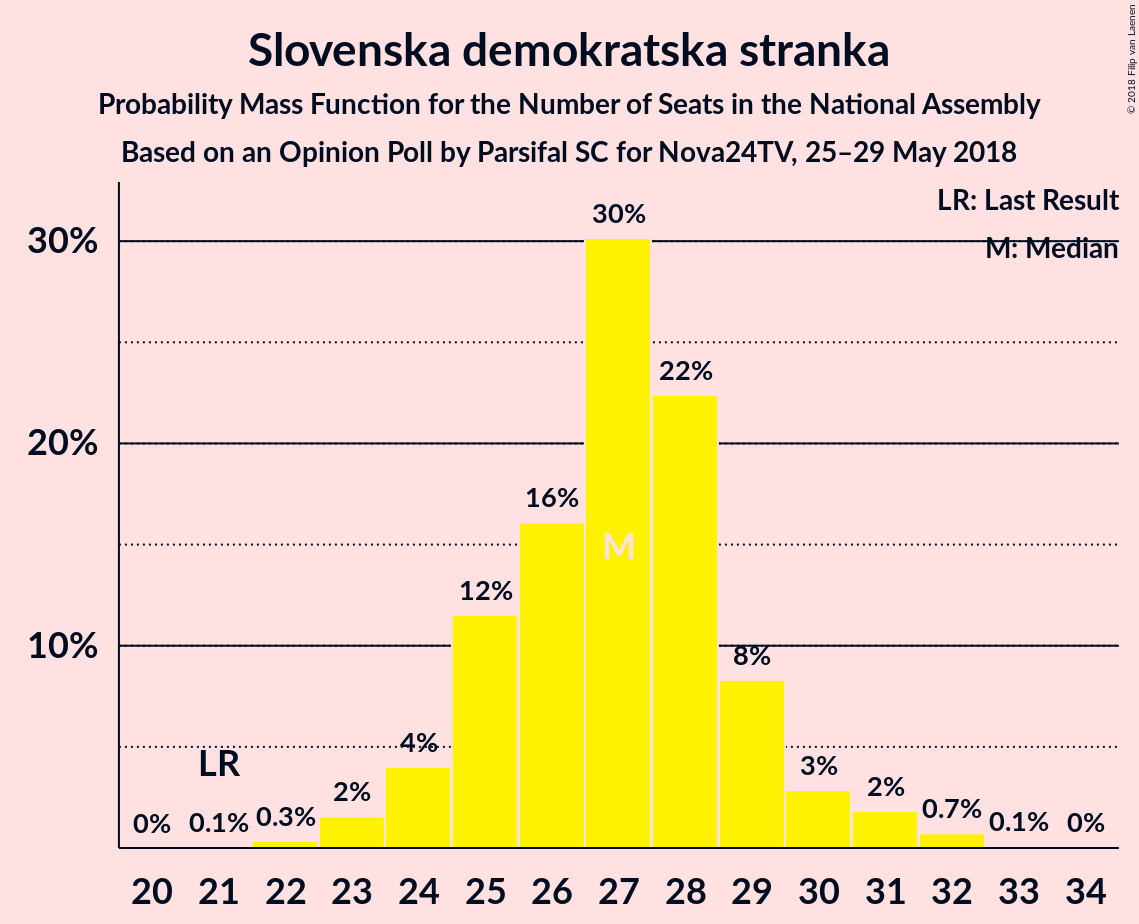 Slovenska demokratska stranka
Probability Mass Function for the Number of Seats in the National Assembly
Based on an Opinion Poll by Parsifal SC for Nova24TV, 25–29 May 2018
© 2018 Filip van Laenen
LR: Last Result
M: Median
30%
20%
10%
0%
0.1%
0.3%
2%
4%
12%
16%
30%
22%
8%
3%
2%
0.7%
0.1%
0%
LR
M
20 21 22 23 24 25 26 27 28 29 30 31 32 33 34